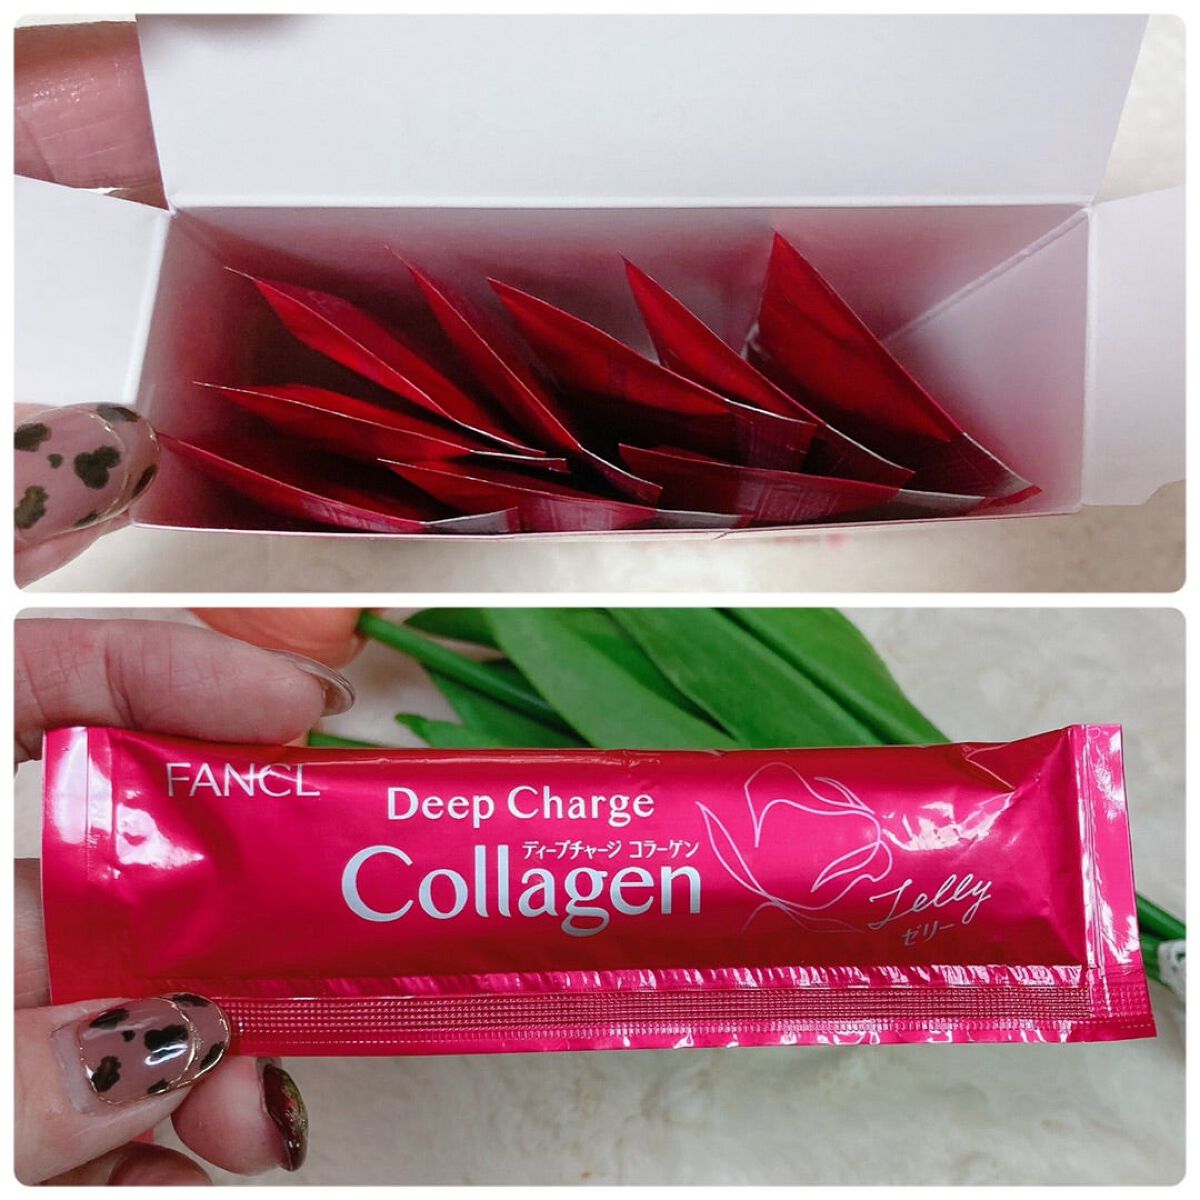 FANCL
Deep Charge
ディープチャージ コラーゲン
Collagen
Jelly
ゼリー